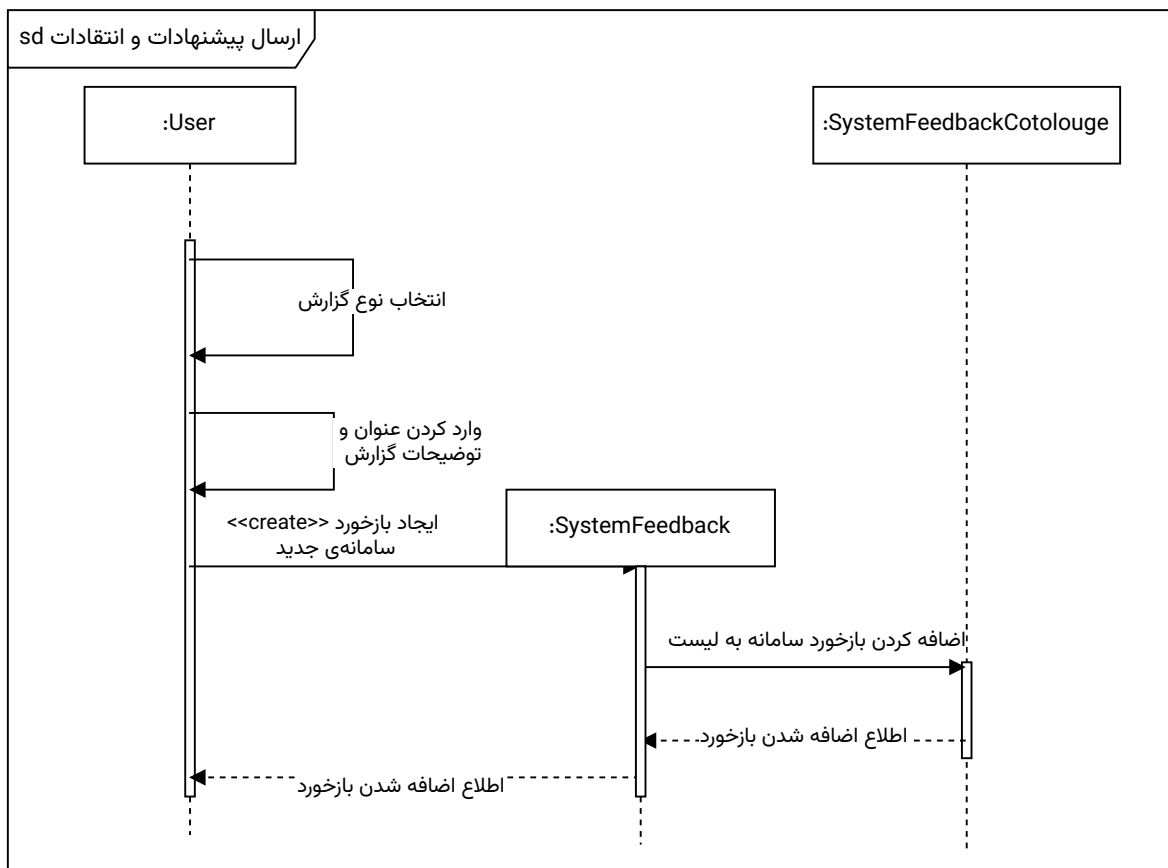 sd ارسال پیشنهادات و انتقادات
:User
:SystemFeedbackCotolouge
انتخاب نوع گزارش
وارد کردن عنوان و
توضیحات گزارش
<<create>> ایجاد بازخورد
سامانه‌ی جدید
:SystemFeedback
اضافه کردن بازخورد سامانه به لیست
اطلاع اضافه شدن بازخورد
اطلاع اضافه شدن بازخورد